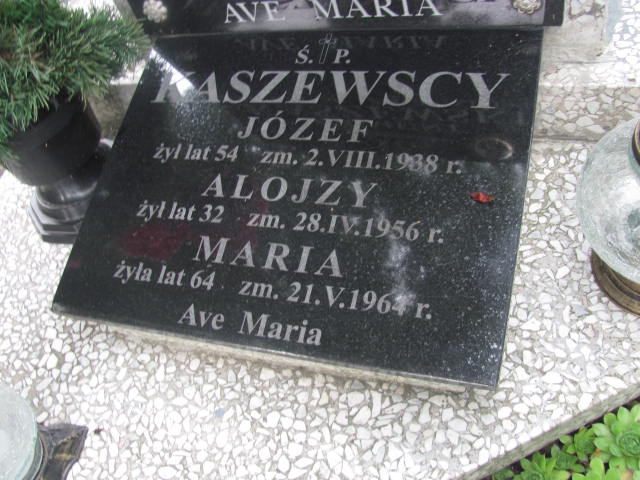 AVE MARIA
Ś. P.
KASZEWSCY
JÓZEF
żył lat 54 zm. 2.VIII.1938 r.
ALOJZY
żył lat 32 zm. 28.IV.1956 r.
MARIA
żyła lat 64 zm. 21.V.1964 r.
Ave Maria